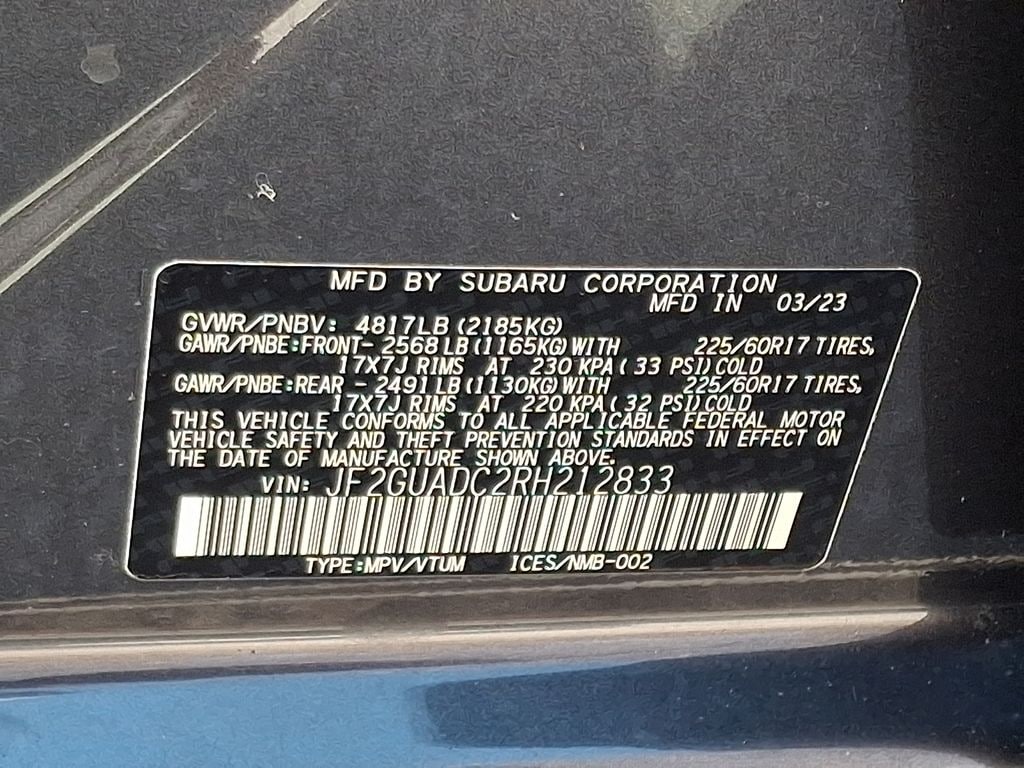 MFD BY SUBARU CORPORATION
MFD IN 03/23
GVWR/PNBV: 4817LB (2185KG)
GAWR/PNBE:FRONT- 2568 LB (1165KG) WITH 225/60R17 TIRES,
17X7J RIMS AT 230 KPA ( 33 PSI) COLD
GAWR/PNBE:REAR - 2491 LB (1130KG) WITH 225/60R17 TIRES,
17X7J RIMS AT 220 KPA ( 32 PSI) COLD
THIS VEHICLE CONFORMS TO ALL APPLICABLE FEDERAL MOTOR
VEHICLE SAFETY AND THEFT PREVENTION STANDARDS IN EFFECT ON
THE DATE OF MANUFACTURE SHOWN ABOVE.
VIN: JF2GUADC2RH212833
TYPE:MPV/VTUM ICES/NMB-002